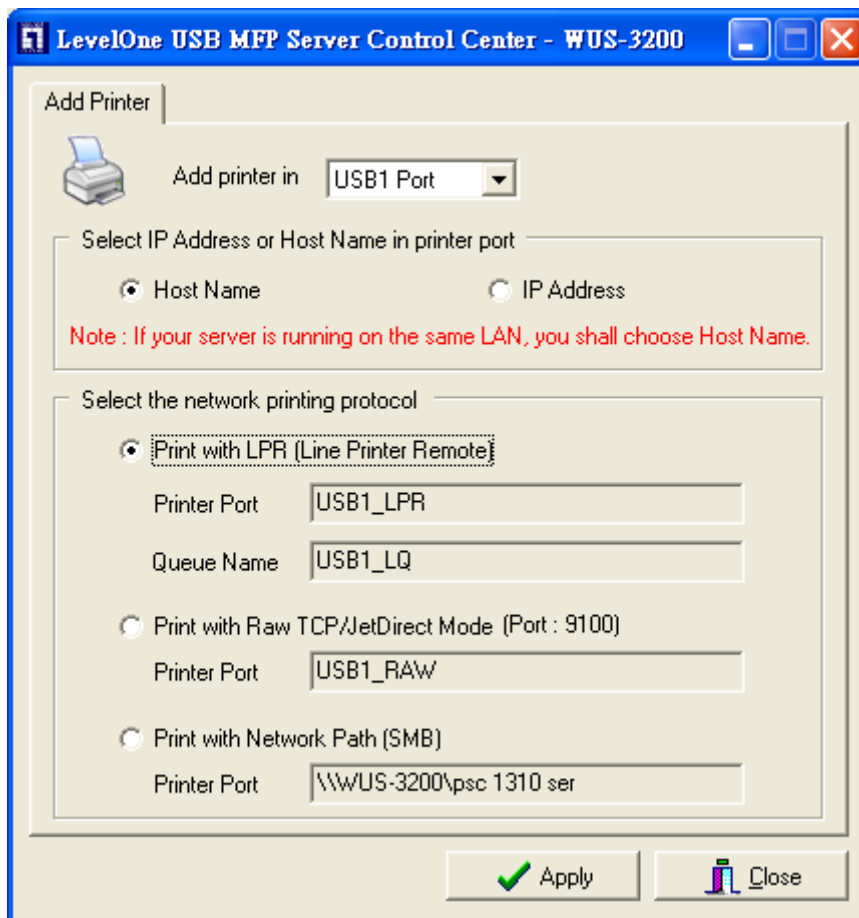 LevelOne USB MFP Server Control Center - WUS-3200
Add Printer
Add printer in USB1 Port
Select IP Address or Host Name in printer port
Host Name IP Address
Note : If your server is running on the same LAN, you shall choose Host Name.
Select the network printing protocol
Print with LPR (Line Printer Remote)
Printer Port USB1_LPR
Queue Name USB1_LQ
Print with Raw TCP/JetDirect Mode (Port : 9100)
Printer Port USB1_RAW
Print with Network Path (SMB)
Printer Port \\WUS-3200\psc 1310 ser
Apply Close